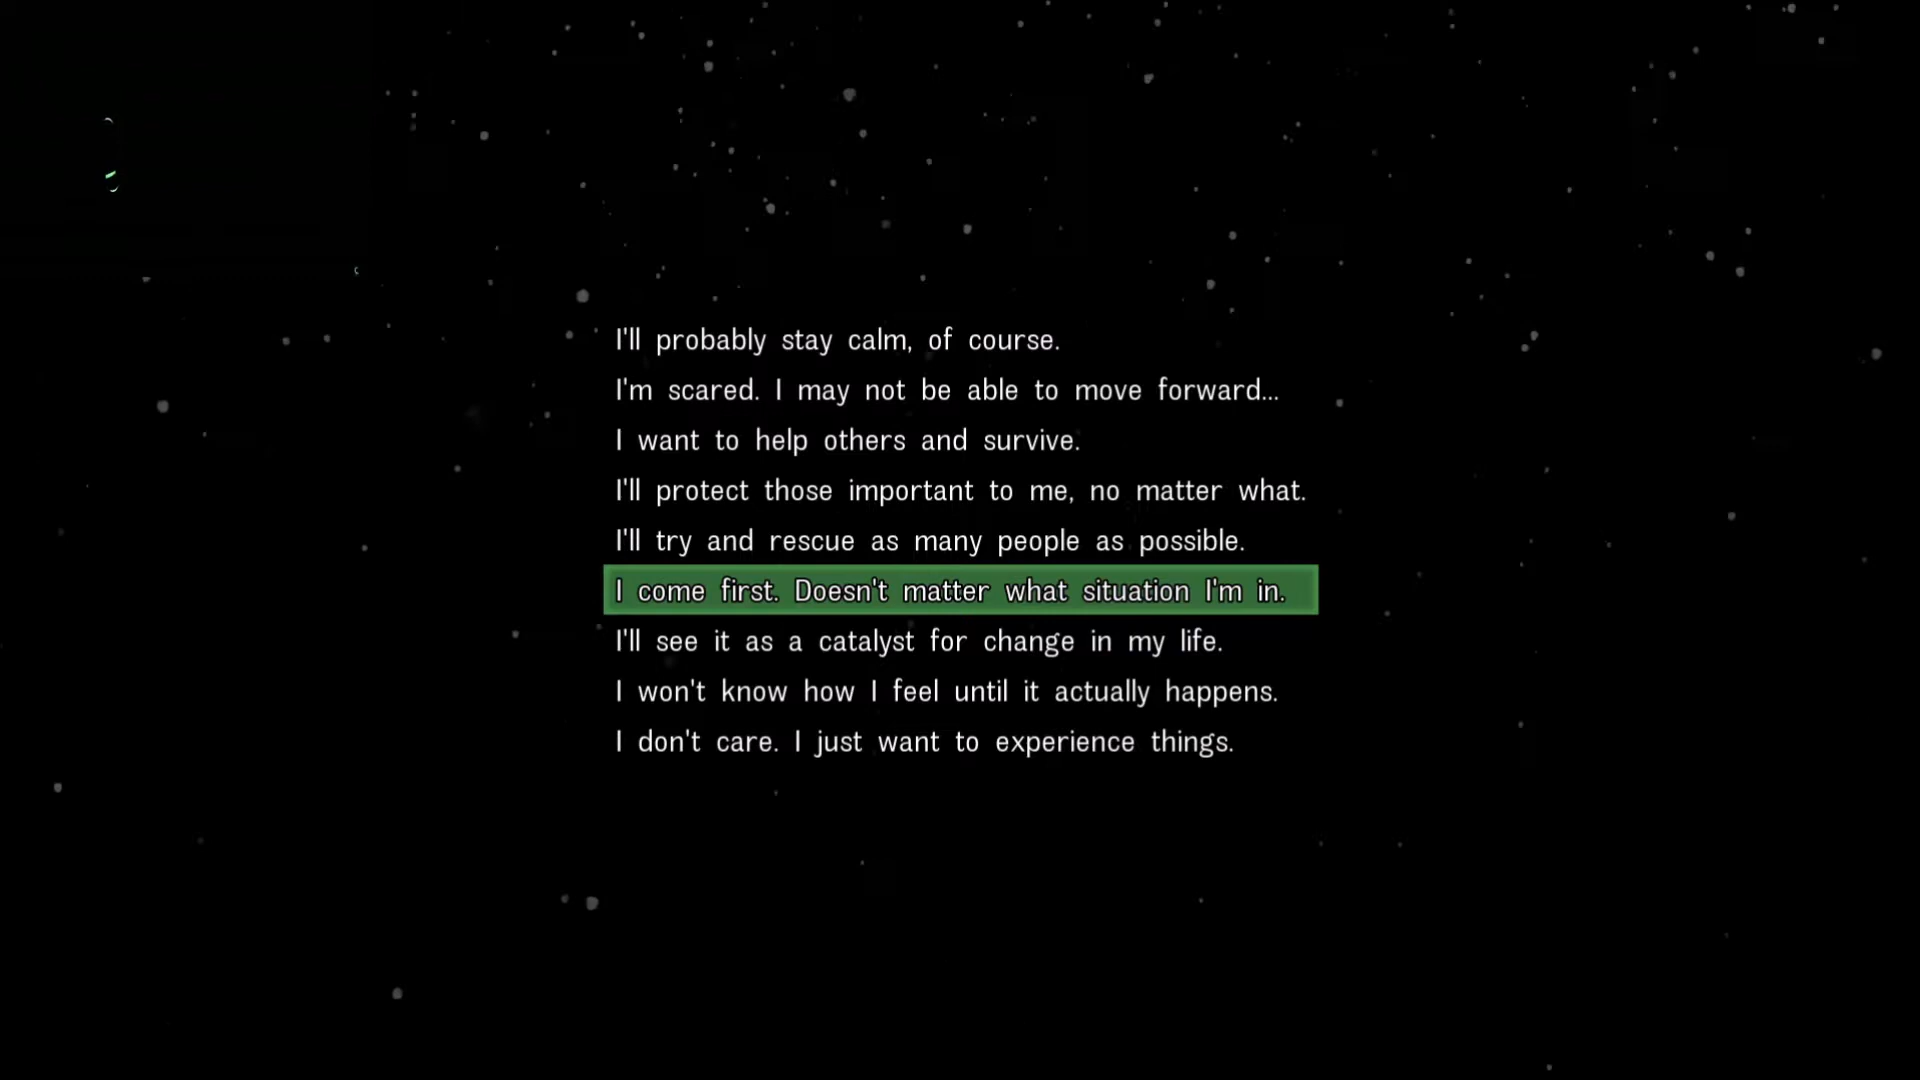 I'll probably stay calm, of course.
I'm scared. I may not be able to move forward...
I want to help others and survive.
I'll protect those important to me, no matter what.
I'll try and rescue as many people as possible.
I come first. Doesn't matter what situation I'm in.
I'll see it as a catalyst for change in my life.
I won't know how I feel until it actually happens.
I don't care. I just want to experience things.